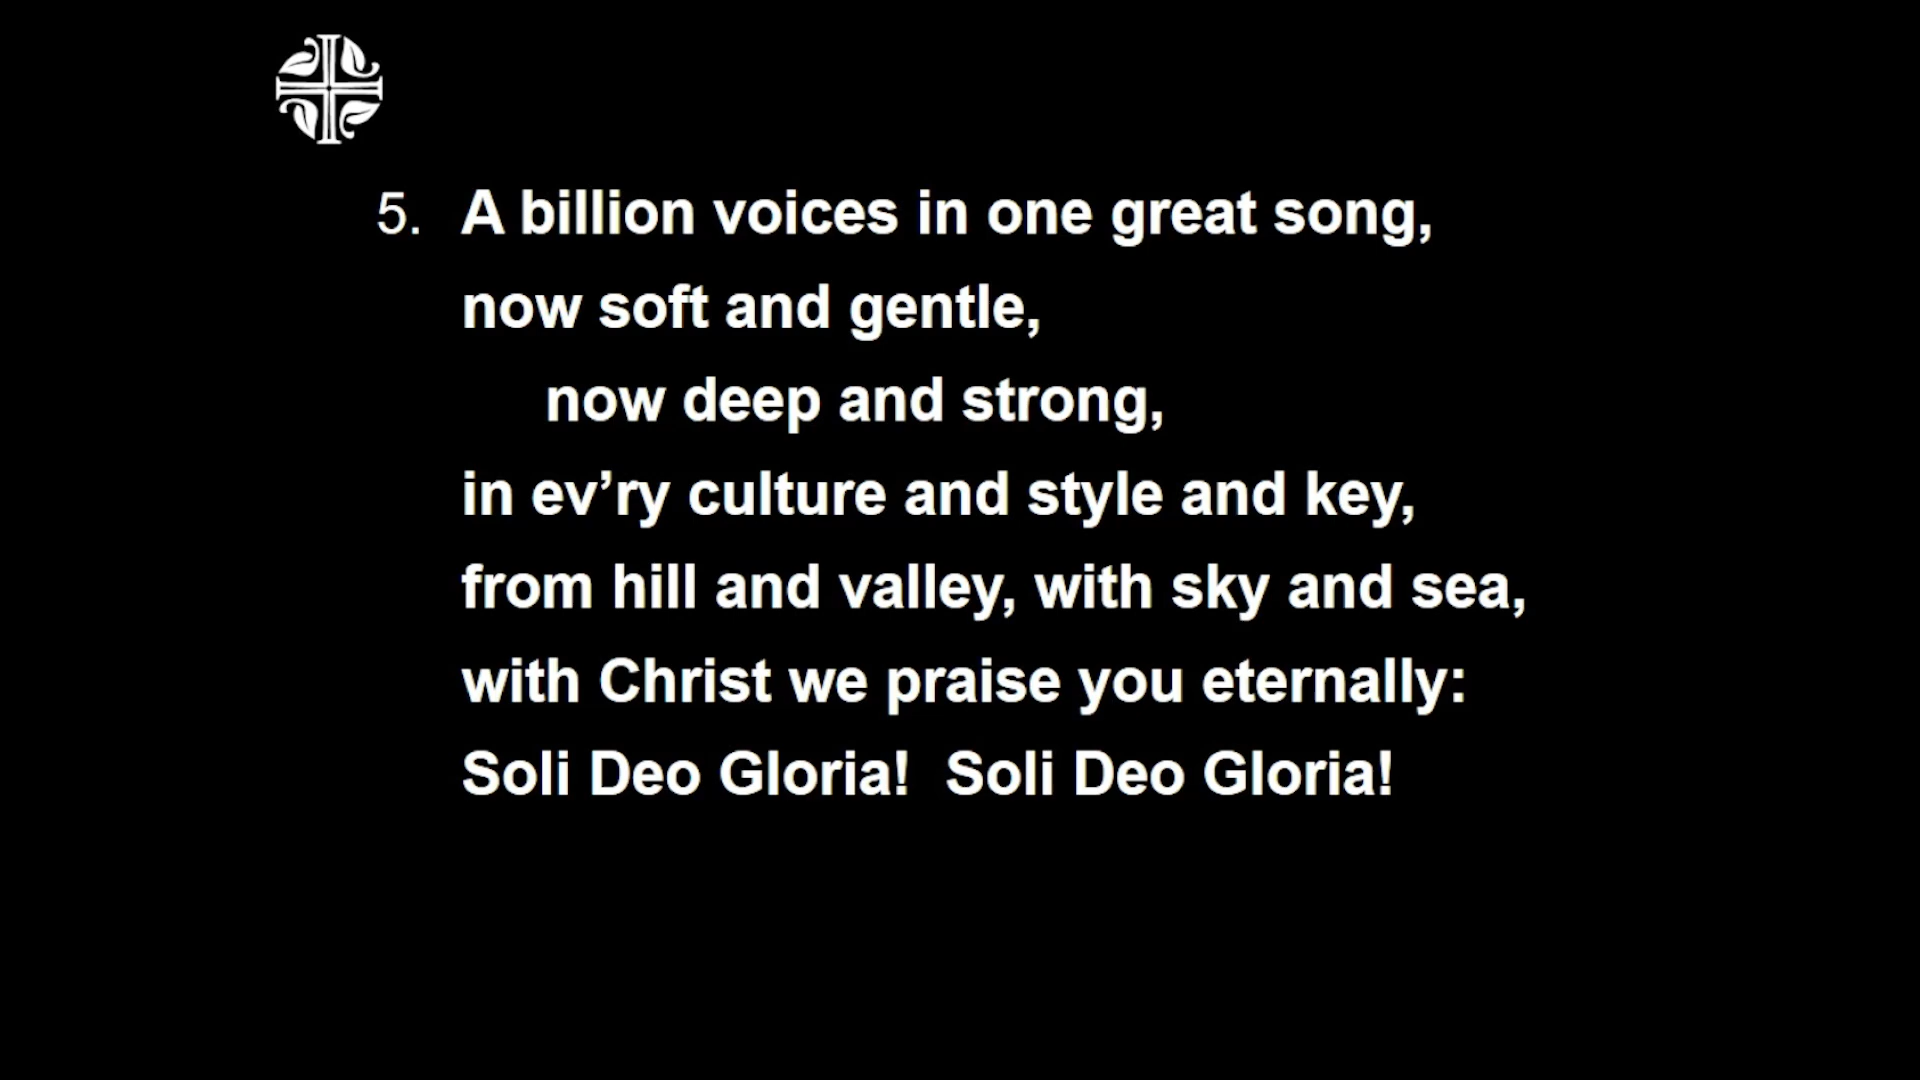 5. A billion voices in one great song,
now soft and gentle,
now deep and strong,
in ev’ry culture and style and key,
from hill and valley, with sky and sea,
with Christ we praise you eternally:
Soli Deo Gloria!  Soli Deo Gloria!